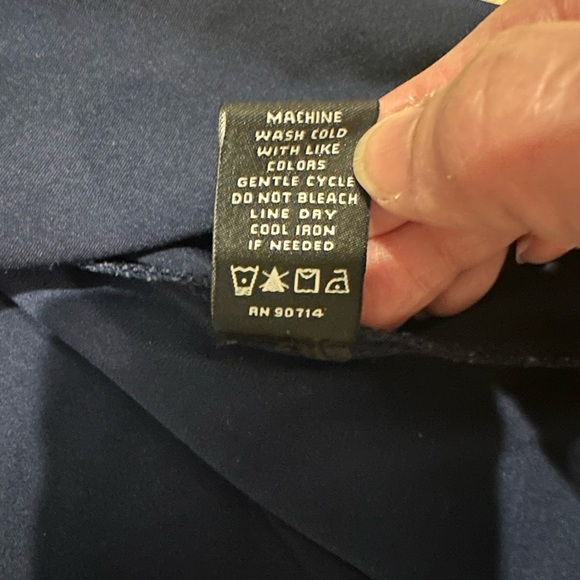 MACHINE
WASH COLD
WITH LIKE
COLORS
GENTLE CYCLE
DO NOT BLEACH
LINE DRY
COOL IRON
IF NEEDED
RN 90714